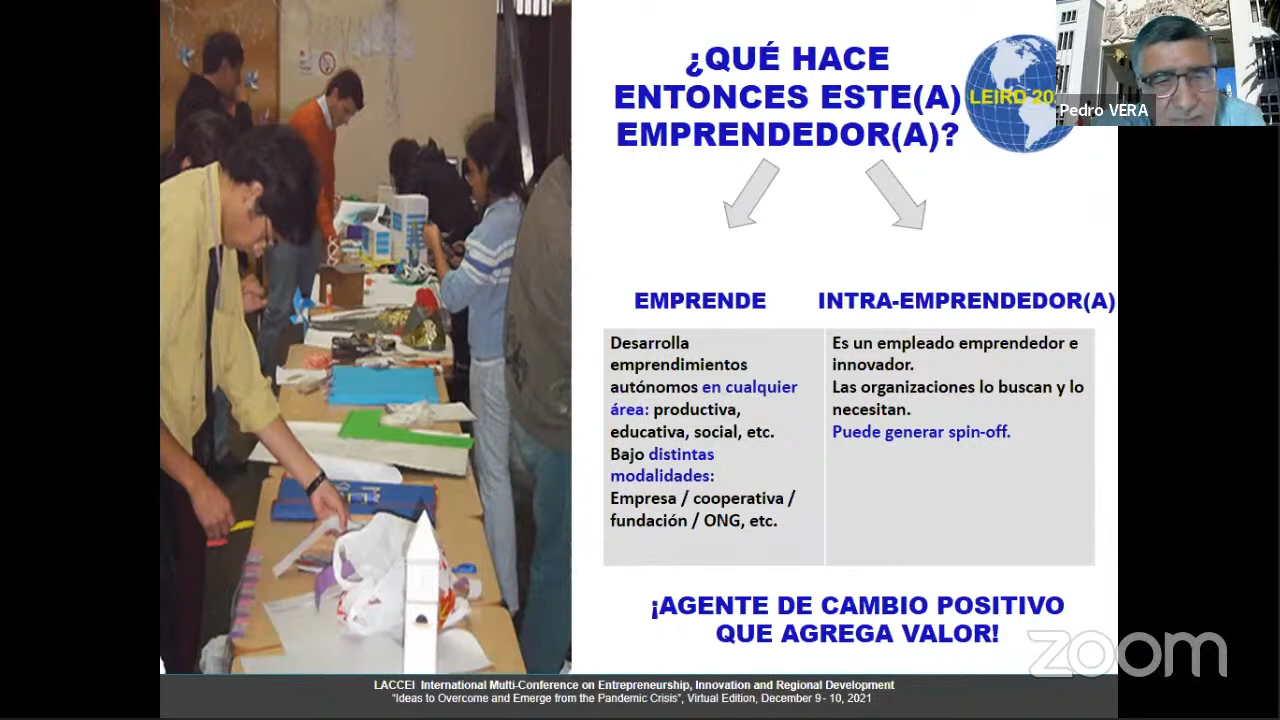 ¿QUÉ HACE
ENTONCES ESTE(A)
EMPRENDEDOR(A)?
LEIRD 20
Pedro VERA
EMPRENDE
Desarrolla
emprendimientos
autónomos en cualquier
área: productiva,
educativa, social, etc.
Bajo distintas
modalidades:
Empresa / cooperativa /
fundación / ONG, etc.
INTRA-EMPRENDEDOR(A)
Es un empleado emprendedor e
innovador.
Las organizaciones lo buscan y lo
necesitan.
Puede generar spin-off.
¡AGENTE DE CAMBIO POSITIVO
QUE AGREGA VALOR!
zoom
LACCEI International Multi-Conference on Entrepreneurship, Innovation and Regional Development
"Ideas to Overcome and Emerge from the Pandemic Crisis", Virtual Edition, December 9- 10, 2021